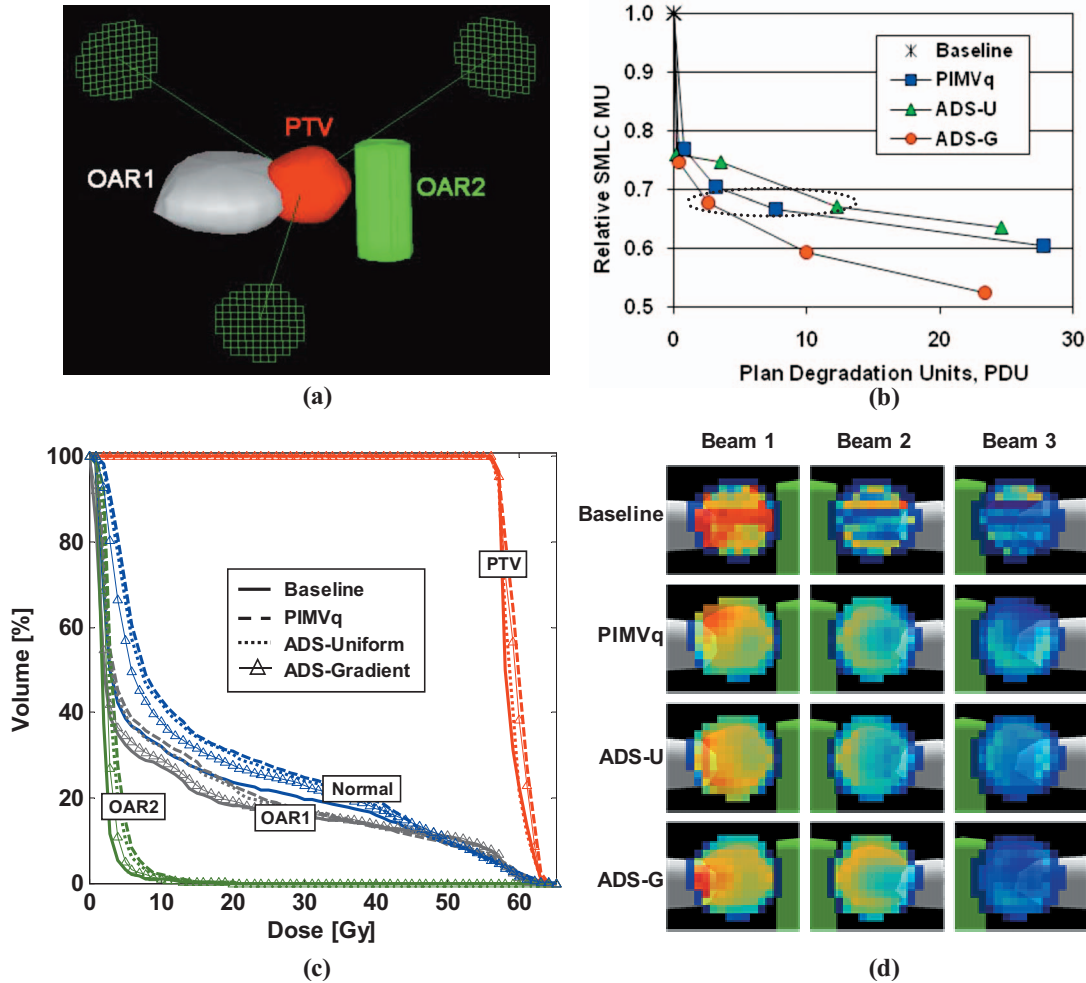 PTV
OAR1
OAR2
(a)
Relative SMLC MU
1.0
0.9
0.8
0.7
0.6
0.5
0
10
20
30
Baseline
PIMVq
ADS-U
ADS-G
Plan Degradation Units, PDU
(b)
Volume [%]
100
80
60
40
20
0
Baseline
PIMVq
ADS-Uniform
ADS-Gradient
PTV
Normal
OAR1
OAR2
0
10
20
30
40
50
60
Dose [Gy]
(c)
Beam 1
Beam 2
Beam 3
Baseline
PIMVq
ADS-U
ADS-G
(d)